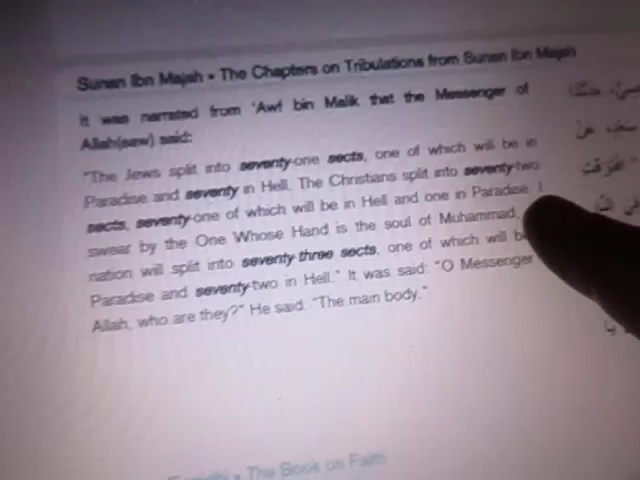 Sunan Ibn Majah • The Chapters on Tribulations from Sunan Ibn Majah
It was narrated from 'Awf bin Malik that the Messenger of
Allah(saw) said:
"The Jews split into seventy-one sects, one of which will be in
Paradise and seventy in Hell. The Christians split into seventy-two
sects, seventy-one of which will be in Hell and one in Paradise. I
swear by the One Whose Hand is the soul of Muhammad,
nation will split into seventy-three sects, one of which will be
Paradise and seventy-two in Hell." It was said: "O Messenger
Allah, who are they?" He said: "The main body."
• The Book on Faith